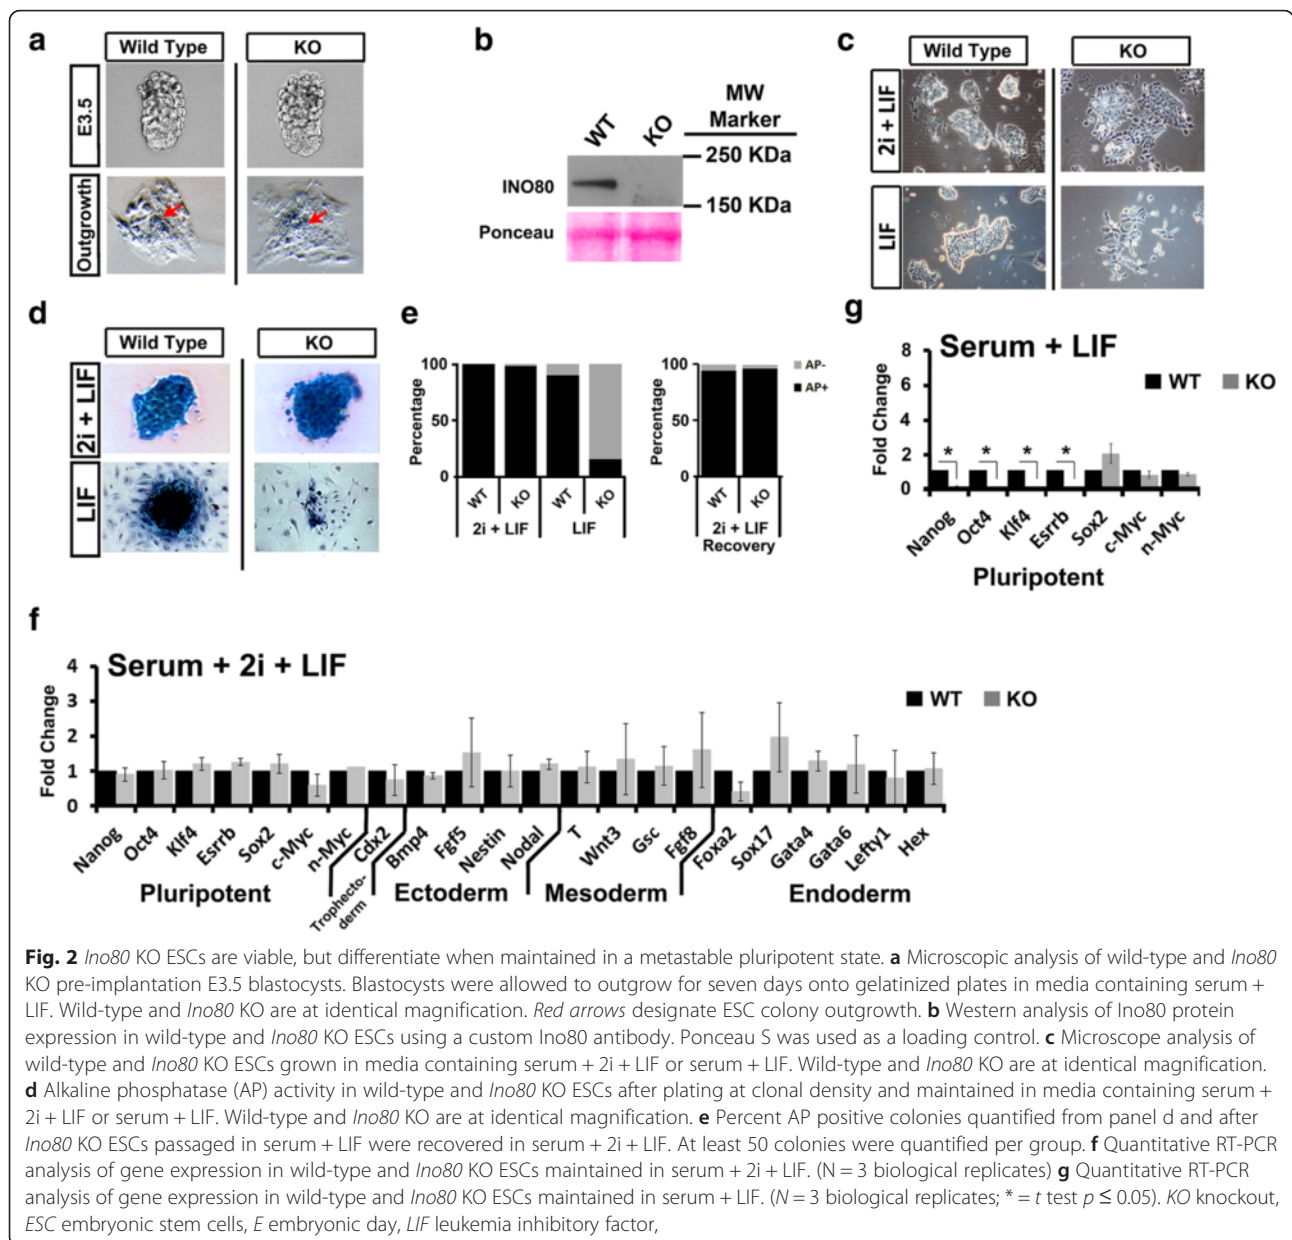 a
Wild Type
KO
E3.5
Outgrowth
b
WT
KO
MW
Marker
250 KDa
INO80
150 KDa
Ponceau
c
Wild Type
KO
2i + LIF
LIF
d
Wild Type
KO
2i + LIF
LIF
e
100
50
0
Percentage
WT
KO
WT
KO
2i + LIF
LIF
100
50
0
Percentage
AP-
AP+
WT
KO
2i + LIF
Recovery
g
Serum + LIF
8
6
4
2
0
Fold Change
WT
KO
* * * *
Nanog Oct4 Klf4 Esrrb Sox2 c-Myc n-Myc
Pluripotent
f
Serum + 2i + LIF
4
3
2
1
0
Fold Change
WT
KO
Nanog Oct4 Klf4 Esrrb Sox2 c-Myc n-Myc Cdx2 Bmp4 Fgf5 Nestin Nodal T Wnt3 Gsc Fgf8 Foxa2 Sox17 Gata4 Gata6 Lefty1 Hex
Pluripotent
Trophecto-
derm
Ectoderm
Mesoderm
Endoderm
Fig. 2 Ino80 KO ESCs are viable, but differentiate when maintained in a metastable pluripotent state. a Microscopic analysis of wild-type and Ino80
KO pre-implantation E3.5 blastocysts. Blastocysts were allowed to outgrow for seven days onto gelatinized plates in media containing serum +
LIF. Wild-type and Ino80 KO are at identical magnification. Red arrows designate ESC colony outgrowth. b Western analysis of Ino80 protein
expression in wild-type and Ino80 KO ESCs using a custom Ino80 antibody. Ponceau S was used as a loading control. c Microscope analysis of
wild-type and Ino80 KO ESCs grown in media containing serum + 2i + LIF or serum + LIF. Wild-type and Ino80 KO are at identical magnification.
d Alkaline phosphatase (AP) activity in wild-type and Ino80 KO ESCs after plating at clonal density and maintained in media containing serum +
2i + LIF or serum + LIF. Wild-type and Ino80 KO are at identical magnification. e Percent AP positive colonies quantified from panel d and after
Ino80 KO ESCs passaged in serum + LIF were recovered in serum + 2i + LIF. At least 50 colonies were quantified per group. f Quantitative RT-PCR
analysis of gene expression in wild-type and Ino80 KO ESCs maintained in serum + 2i + LIF. (N = 3 biological replicates) g Quantitative RT-PCR
analysis of gene expression in wild-type and Ino80 KO ESCs maintained in serum + LIF. (N = 3 biological replicates; * = t test p ≤ 0.05). KO knockout,
ESC embryonic stem cells, E embryonic day, LIF leukemia inhibitory factor,